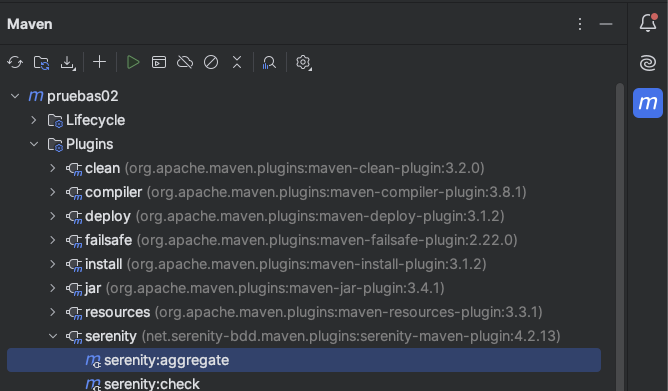 Maven
m pruebas02
Lifecycle
Plugins
clean (org.apache.maven.plugins:maven-clean-plugin:3.2.0)
compiler (org.apache.maven.plugins:maven-compiler-plugin:3.8.1)
deploy (org.apache.maven.plugins:maven-deploy-plugin:3.1.2)
failsafe (org.apache.maven.plugins:maven-failsafe-plugin:2.22.0)
install (org.apache.maven.plugins:maven-install-plugin:3.1.2)
jar (org.apache.maven.plugins:maven-jar-plugin:3.4.1)
resources (org.apache.maven.plugins:maven-resources-plugin:3.3.1)
serenity (net.serenity-bdd.maven.plugins:serenity-maven-plugin:4.2.13)
serenity:aggregate
serenity:check
m